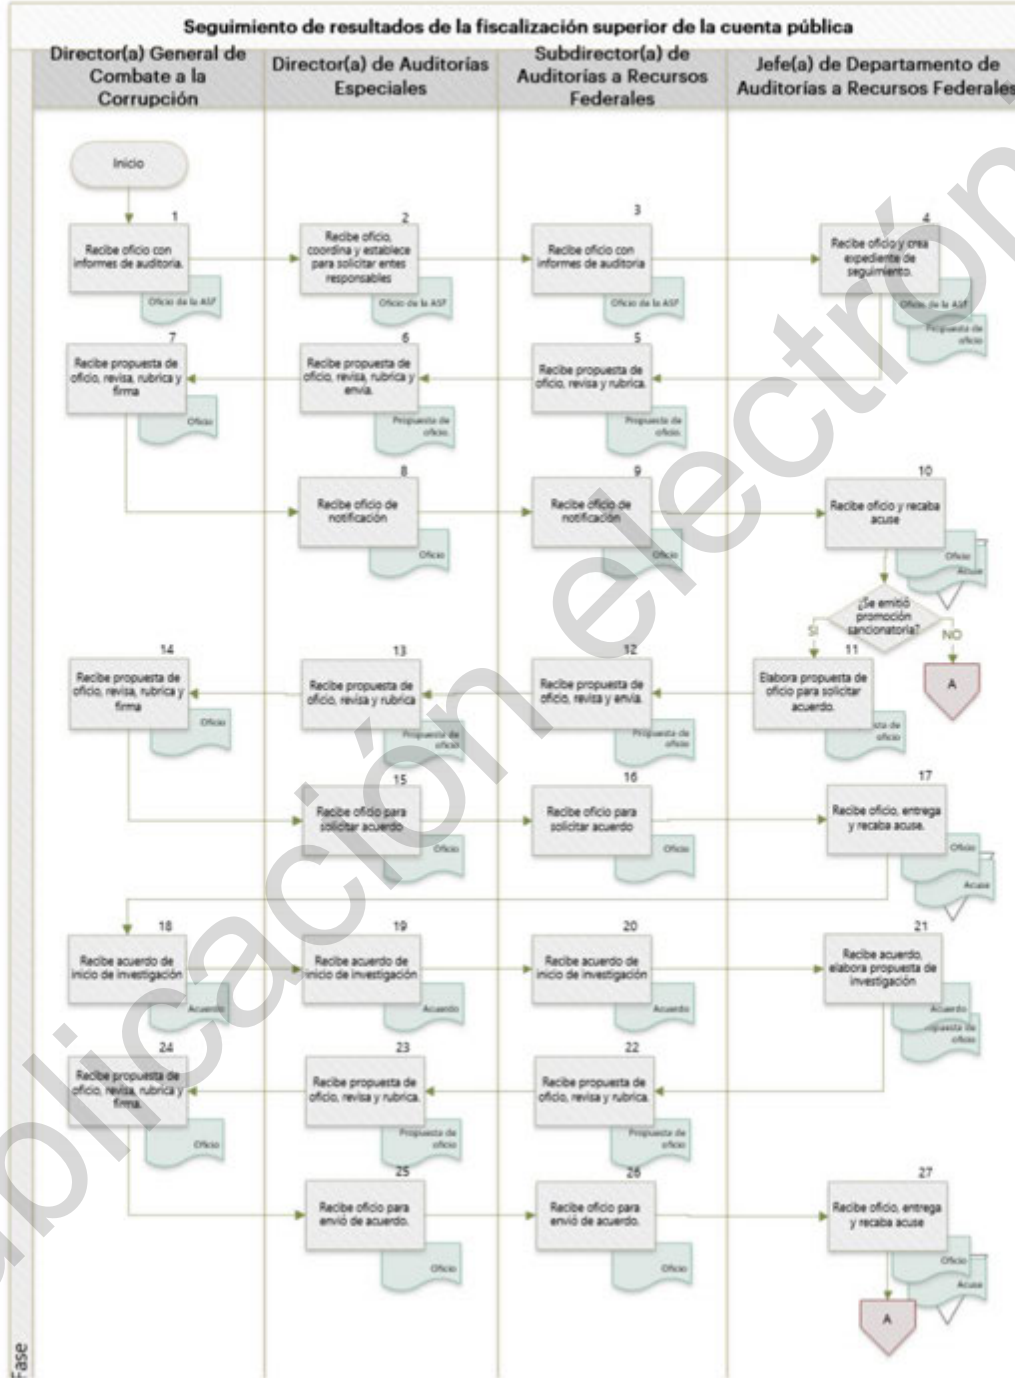 Seguimiento de resultados de la fiscalización superior de la cuenta pública
Director(a) General de
Combate a la
Corrupción
Director(a) de Auditorías
Especiales
Subdirector(a) de
Auditorías a Recursos
Federales
Jefe(a) de Departamento de
Auditorías a Recursos Federales
Inicio
1
Recibe oficio con
informes de auditoria.
Oficio de la ASF
2
Recibe oficio,
coordina y establece
para solicitar entes
responsables
Oficio de la ASF
3
Recibe oficio con
informes de auditoria
Oficio de la ASF
4
Recibe oficio y crea
expediente de
seguimiento.
Oficio de la ASF
Propuesta de
oficio
7
Recibe propuesta de
oficio, revisa, rubrica y
firma
Oficio
6
Recibe propuesta de
oficio, revisa, rubrica y
envía.
Propuesta de
oficio.
5
Recibe propuesta de
oficio, revisa y rubrica.
Propuesta de
oficio.
8
Recibe oficio de
notificación
Oficio
9
Recibe oficio de
notificación
Oficio
10
Recibe oficio y recaba
acuse
Oficio
Acuse
¿Se emitió
promoción
sancionatoria?
SI
NO
A
14
Recibe propuesta de
oficio, revisa, rubrica y
firma
Oficio
13
Recibe propuesta de
oficio, revisa y rubrica
Propuesta de
oficio
12
Recibe propuesta de
oficio, revisa y envia.
Propuesta de
oficio
11
Elabora propuesta de
oficio para solicitar
acuerdo.
sta de
oficio
15
Recibe oficio para
solicitar acuerdo
Oficio
16
Recibe oficio para
solicitar acuerdo
Oficio
17
Recibe oficio, entrega
y recaba acuse.
Oficio
Acuse
18
Recibe acuerdo de
inicio de investigación
Acuerdo
19
Recibe acuerdo de
inicio de investigación
Acuerdo
20
Recibe acuerdo de
inicio de investigación
Acuerdo
21
Recibe acuerdo,
elabora propuesta de
investigación
Acuerdo
puesta de
oficio
24
Recibe propuesta de
oficio, revisa, rubrica y
firma.
Oficio
23
Recibe propuesta de
oficio, revisa y rubrica.
Propuesta de
oficio
22
Recibe propuesta de
oficio, revisa y rubrica.
Propuesta de
oficio
25
Recibe oficio para
envió de acuerdo.
Oficio
26
Recibe oficio para
envió de acuerdo.
Oficio
27
Recibe oficio, entrega
y recaba acuse
Oficio
Acuse
A
Fase
ublicación electrón